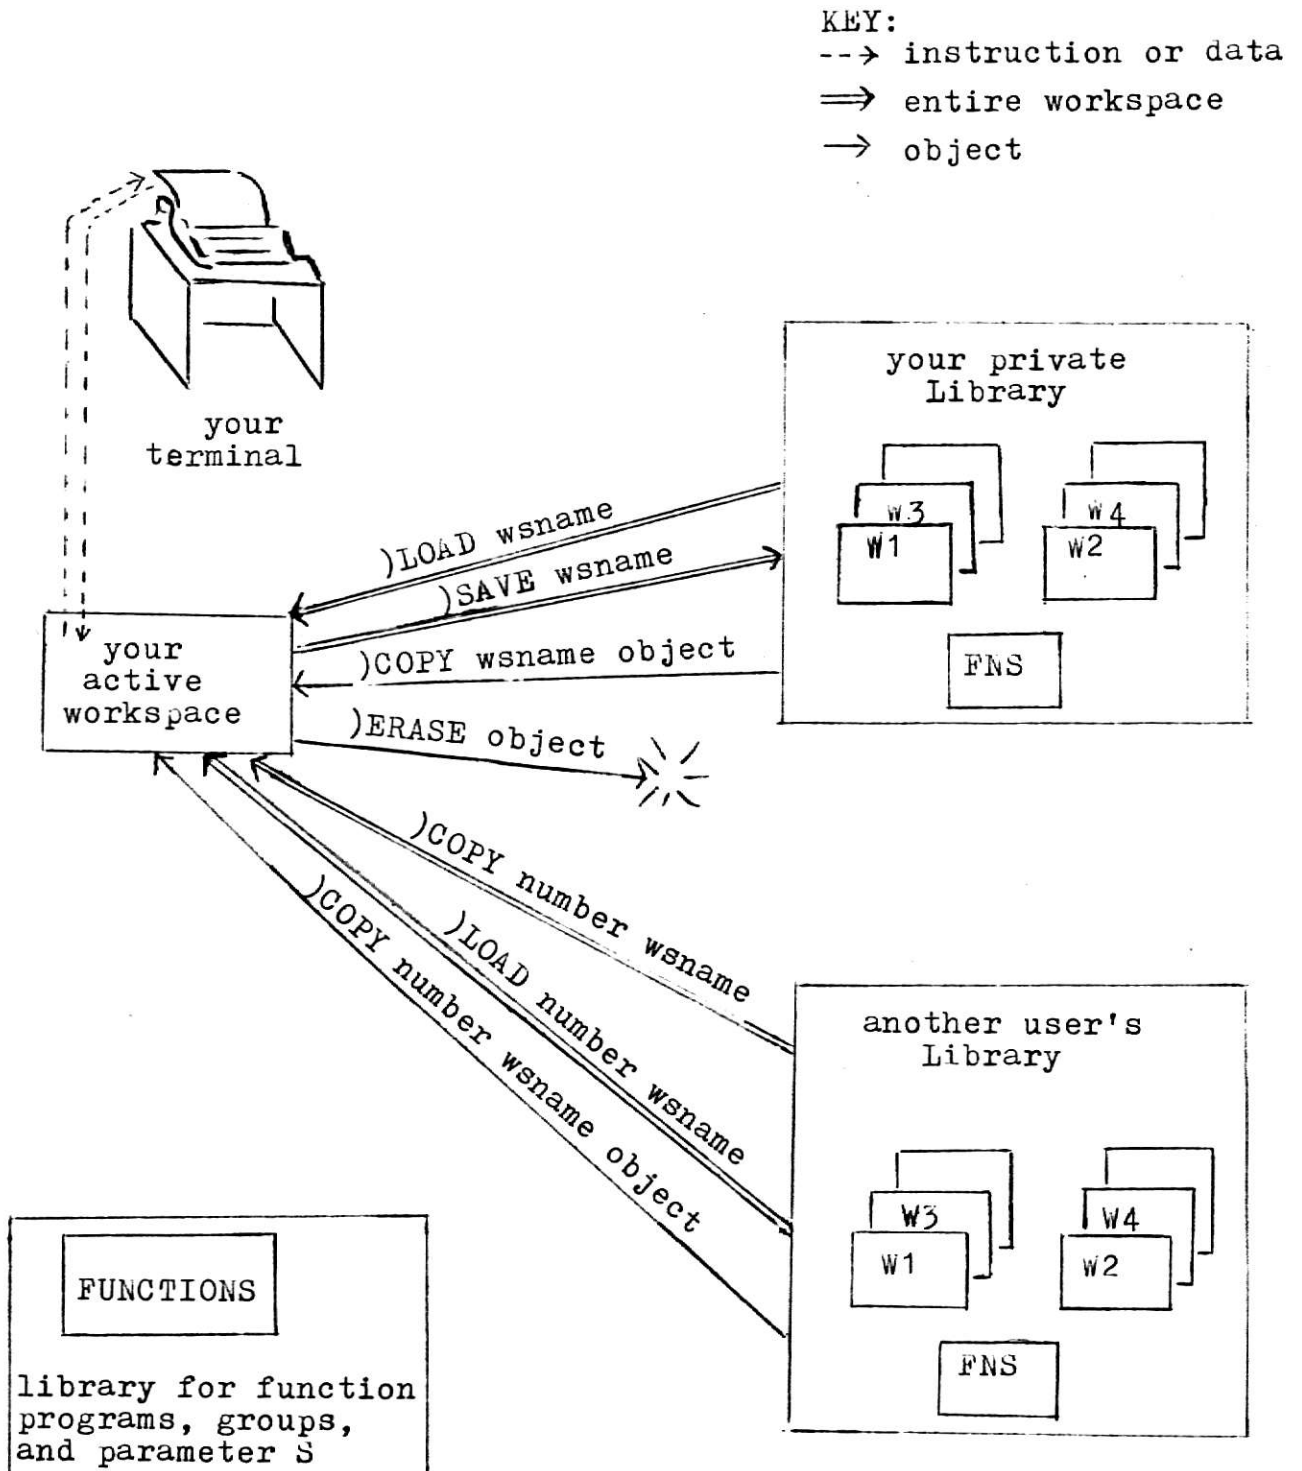 KEY:
--→ instruction or data
⇒ entire workspace
→ object
your
terminal
your private
Library
W3
W1
W4
W2
FNS
)LOAD wsname
)SAVE wsname
)COPY wsname object
)ERASE object
your
active
workspace
)COPY number wsname
)LOAD number wsname
)COPY number wsname object
another user's
Library
W3
W1
W4
W2
FNS
FUNCTIONS
library for function
programs, groups,
and parameter S